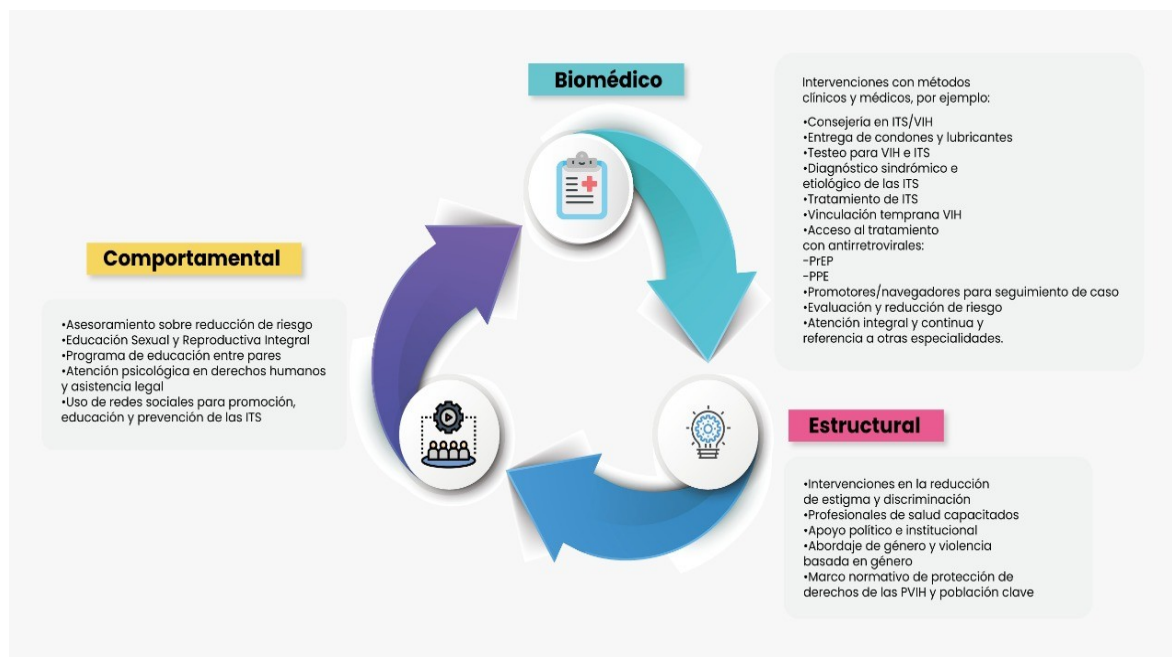 Biomédico
Intervenciones con métodos
clínicos y médicos, por ejemplo:
•Consejería en ITS/VIH
•Entrega de condones y lubricantes
•Testeo para VIH e ITS
•Diagnóstico sindrómico e
etiológico de las ITS
•Tratamiento de ITS
•Vinculación temprana VIH
•Acceso al tratamiento
con antirretrovirales:
-PrEP
-PPE
•Promotores/navegadores para seguimiento de caso
•Evaluación y reducción de riesgo
•Atención integral y continua y
referencia a otras especialidades.
Comportamental
•Asesoramiento sobre reducción de riesgo
•Educación Sexual y Reproductiva Integral
•Programa de educación entre pares
•Atención psicológica en derechos humanos
y asistencia legal
•Uso de redes sociales para promoción,
educación y prevención de las ITS
Estructural
•Intervenciones en la reducción
de estigma y discriminación
•Profesionales de salud capacitados
•Apoyo político e institucional
•Abordaje de género y violencia
basada en género
•Marco normativo de protección de
derechos de las PVIH y población clave